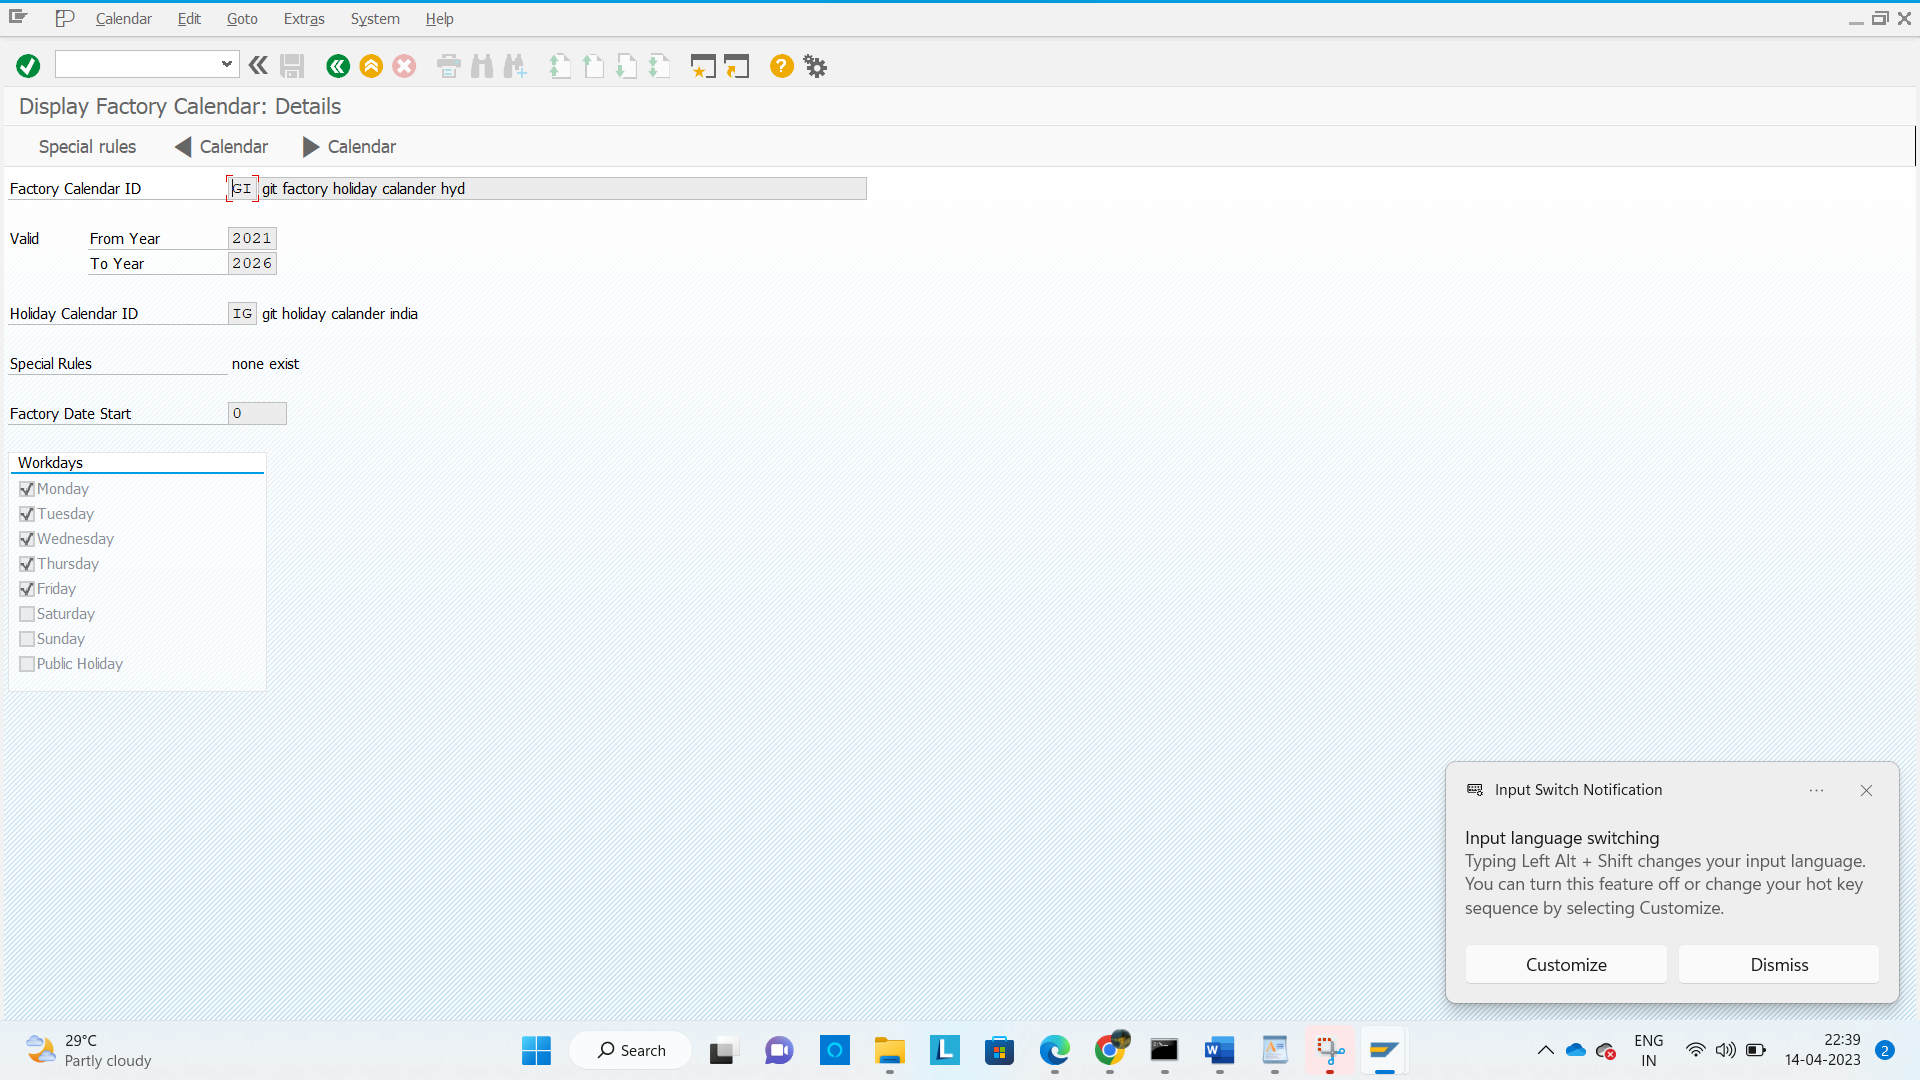 Calendar Edit Goto Extras System Help
Display Factory Calendar: Details
Special rules Calendar Calendar
Factory Calendar ID GI git factory holiday calander hyd
Valid From Year 2021
To Year 2026
Holiday Calendar ID IG git holiday calander india
Special Rules none exist
Factory Date Start 0
Workdays
Monday
Tuesday
Wednesday
Thursday
Friday
Saturday
Sunday
Public Holiday
Input Switch Notification
Input language switching
Typing Left Alt + Shift changes your input language.
You can turn this feature off or change your hot key
sequence by selecting Customize.
Customize Dismiss
29°C
Partly cloudy
Search
ENG
IN
22:39
14-04-2023
2